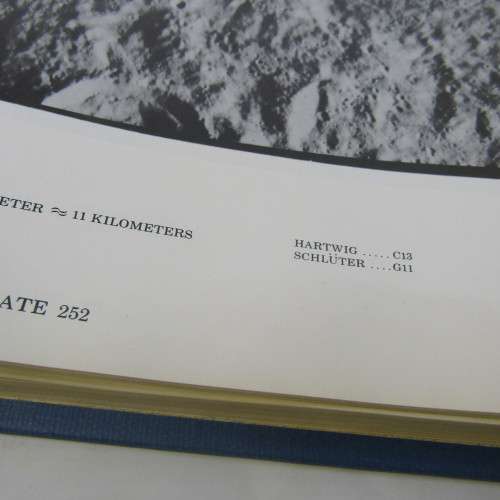 ETER ≈ 11 KILOMETERS
HARTWIG ..... C13
SCHLÜTER ....G11
ATE 252